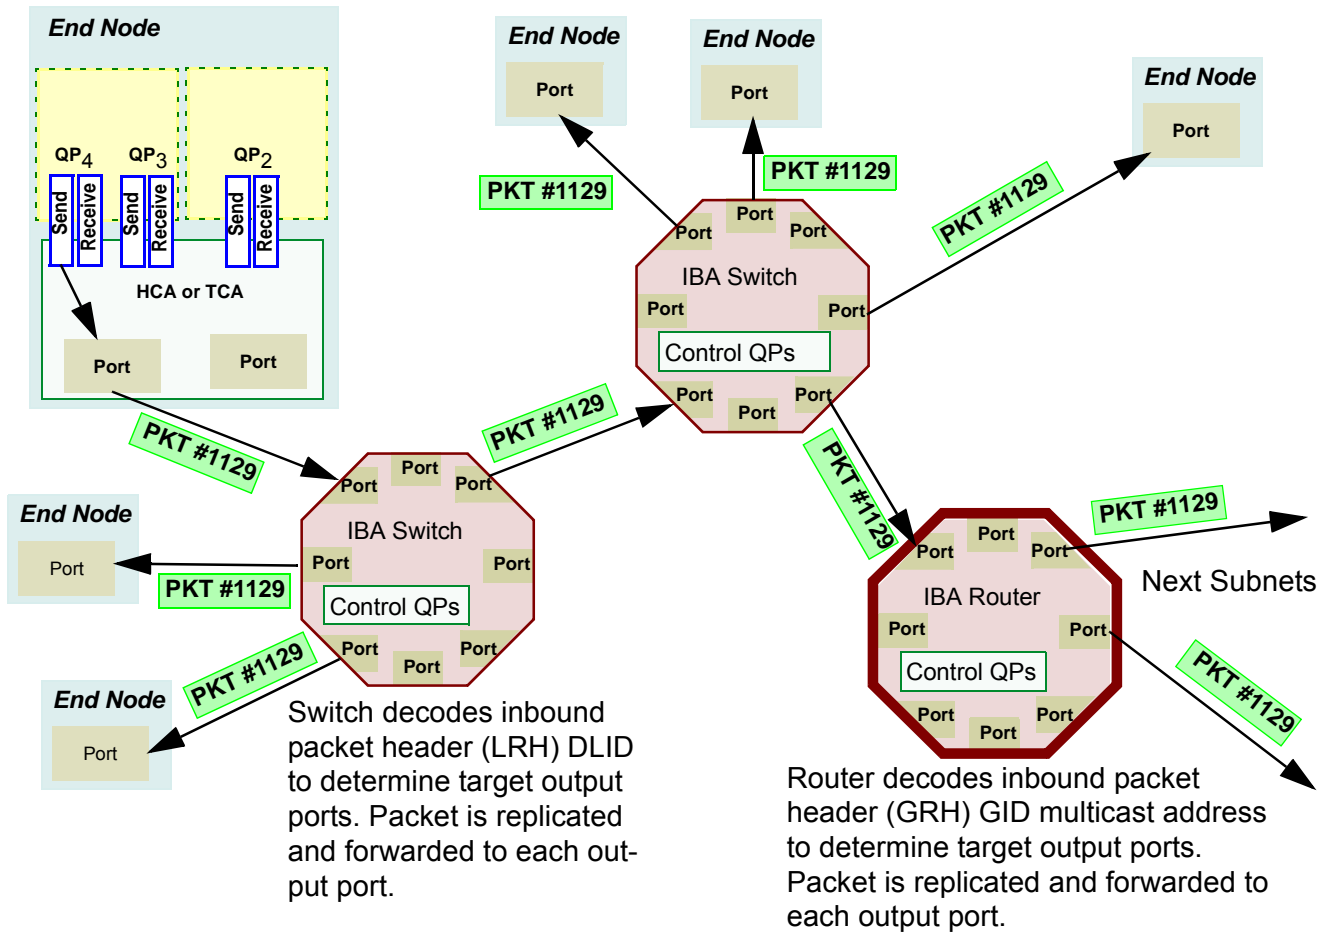 End Node
QP4
QP3
QP2
Send
Receive
Send
Receive
Send
Receive
HCA or TCA
Port
Port
PKT #1129
End Node
Port
PKT #1129
End Node
Port
PKT #1129
End Node
Port
PKT #1129
Port
Port
Port
IBA Switch
Port
Port
Control QPs
Port
Port
Port
PKT #1129
PKT #1129
Port
Port
Port
IBA Switch
Port
Port
Control QPs
Port
Port
Port
End Node
Port
PKT #1129
End Node
Port
PKT #1129
Switch decodes inbound
packet header (LRH) DLID
to determine target output
ports. Packet is replicated
and forwarded to each out-
put port.
Port
Port
Port
IBA Router
Port
Port
Control QPs
Port
Port
Port
PKT #1129
Next Subnets
PKT #1129
Router decodes inbound packet
header (GRH) GID multicast address
to determine target output ports.
Packet is replicated and forwarded to
each output port.